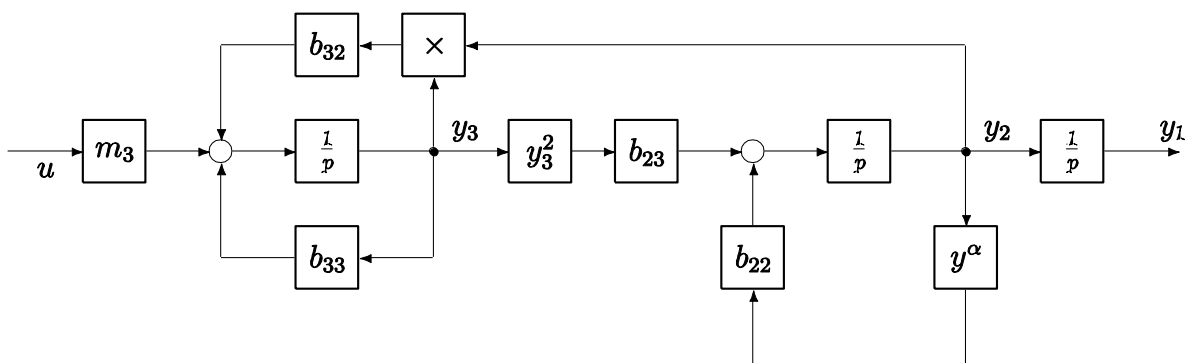 b₃₂ ×
u m₃ 1/p y₃ y₃² b₂₃ 1/p y₂ 1/p y₁
b₃₃ b₂₂ y^α